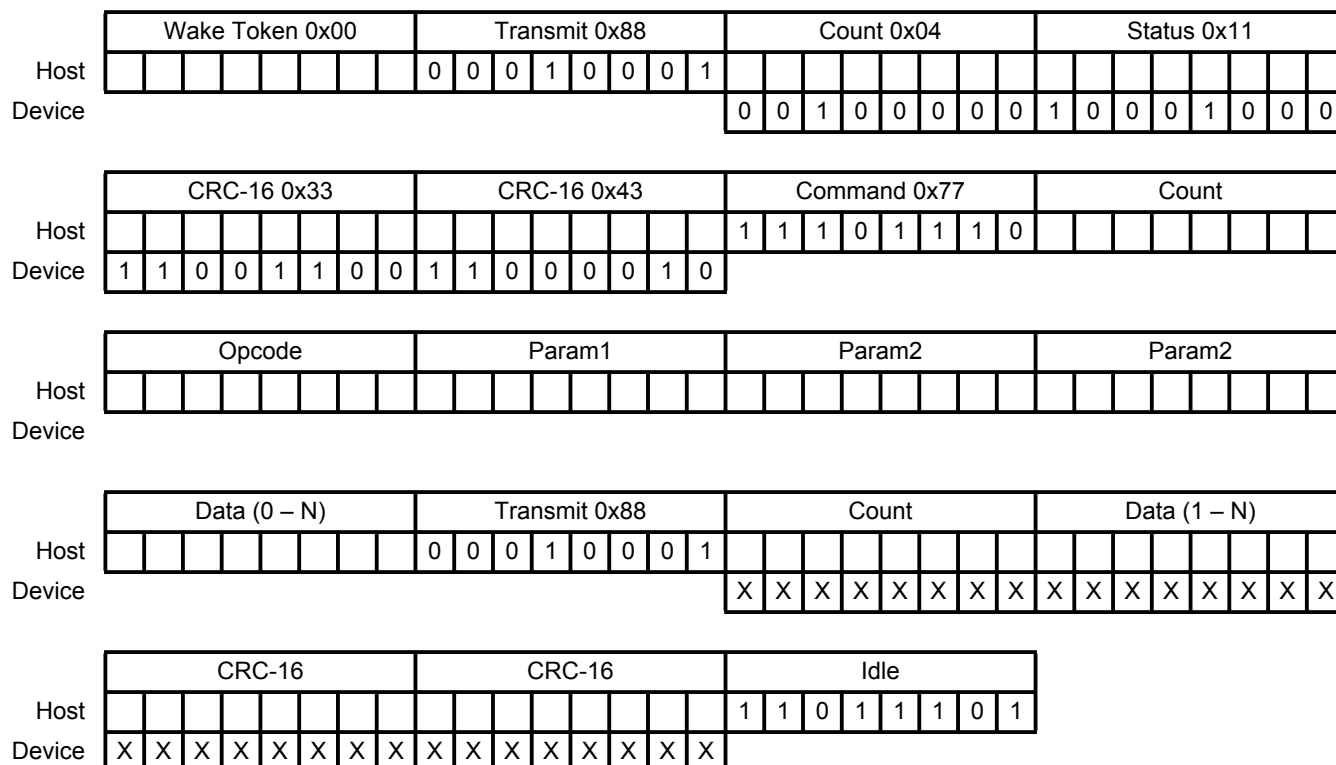 Wake Token 0x00 Transmit 0x88 Count 0x04 Status 0x11
Host 0 0 0 1 0 0 0 1
Device 0 0 1 0 0 0 0 0 1 0 0 0 1 0 0 0
CRC-16 0x33 CRC-16 0x43 Command 0x77 Count
Host 1 1 1 0 1 1 1 0
Device 1 1 0 0 1 1 0 0 1 1 0 0 0 0 1 0
Opcode Param1 Param2 Param2
Host
Device
Data (0 – N) Transmit 0x88 Count Data (1 – N)
Host 0 0 0 1 0 0 0 1
Device X X X X X X X X X X X X X X X X
CRC-16 CRC-16 Idle
Host 1 1 0 1 1 1 0 1
Device X X X X X X X X X X X X X X X X